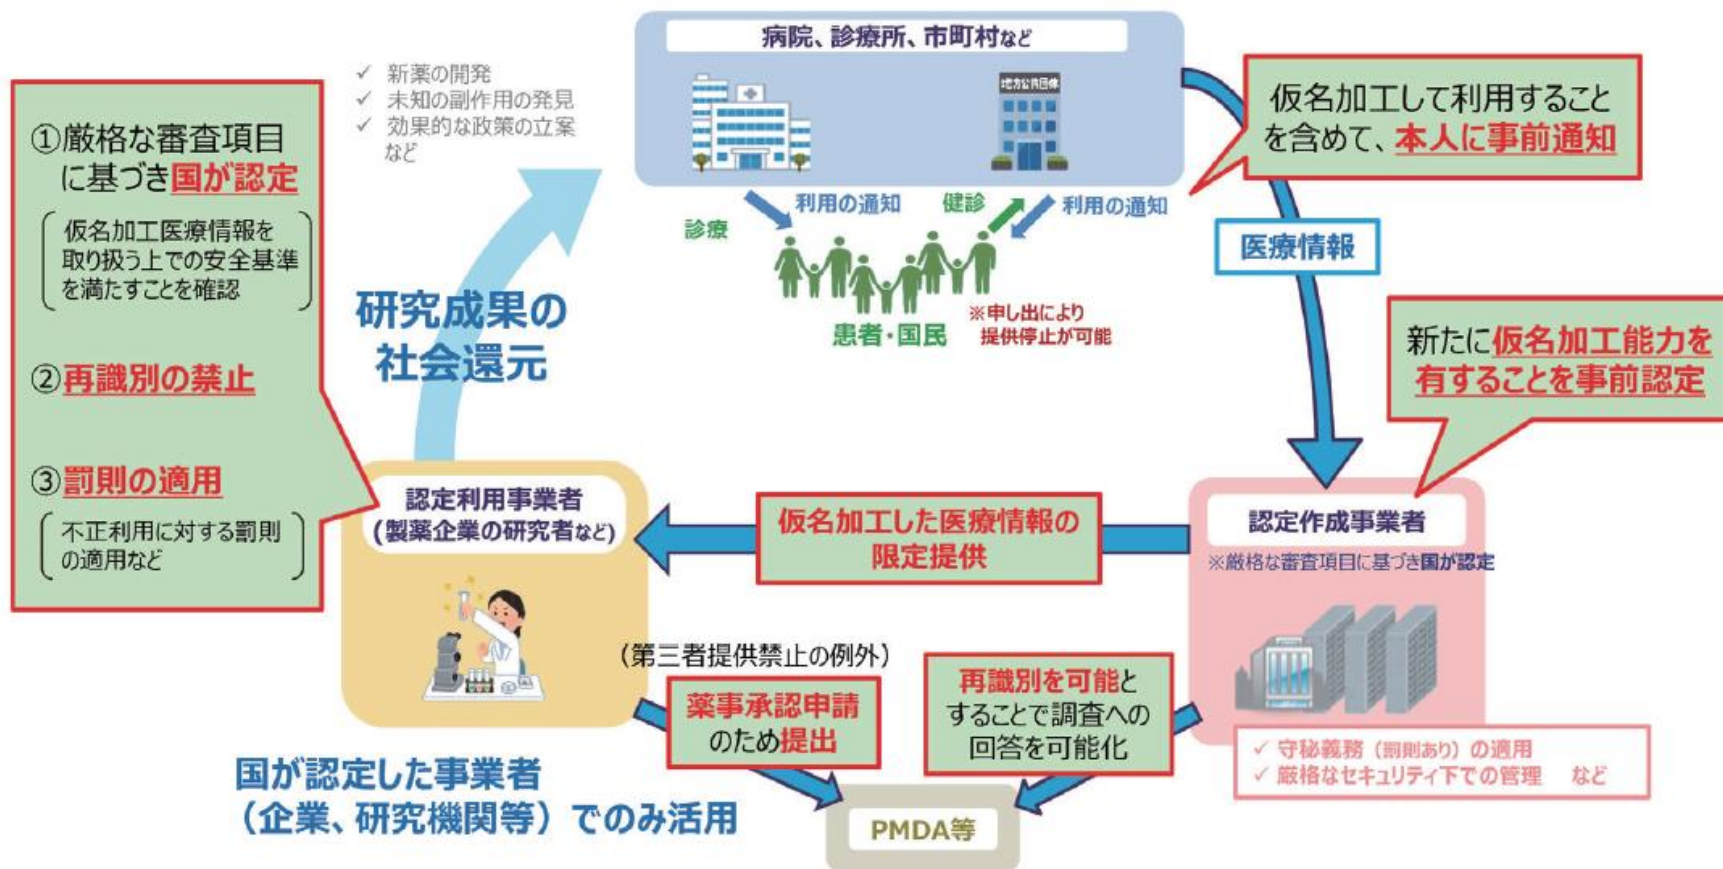 病院、診療所、市町村など
地方公共団体
✓ 新薬の開発
✓ 未知の副作用の発見
✓ 効果的な政策の立案
など
①厳格な審査項目
に基づき国が認定
仮名加工医療情報を
取り扱う上での安全基準
を満たすことを確認
②再識別の禁止
③罰則の適用
不正利用に対する罰則
の適用など
仮名加工して利用すること
を含めて、本人に事前通知
診療
利用の通知
健診
利用の通知
患者・国民
※申し出により
提供停止が可能
医療情報
研究成果の
社会還元
新たに仮名加工能力を
有することを事前認定
認定利用事業者
(製薬企業の研究者など)
仮名加工した医療情報の
限定提供
認定作成事業者
※厳格な審査項目に基づき国が認定
(第三者提供禁止の例外)
薬事承認申請
のため提出
再識別を可能と
することで調査への
回答を可能化
✓ 守秘義務(罰則あり)の適用
✓ 厳格なセキュリティ下での管理 など
国が認定した事業者
(企業、研究機関等)でのみ活用
PMDA等